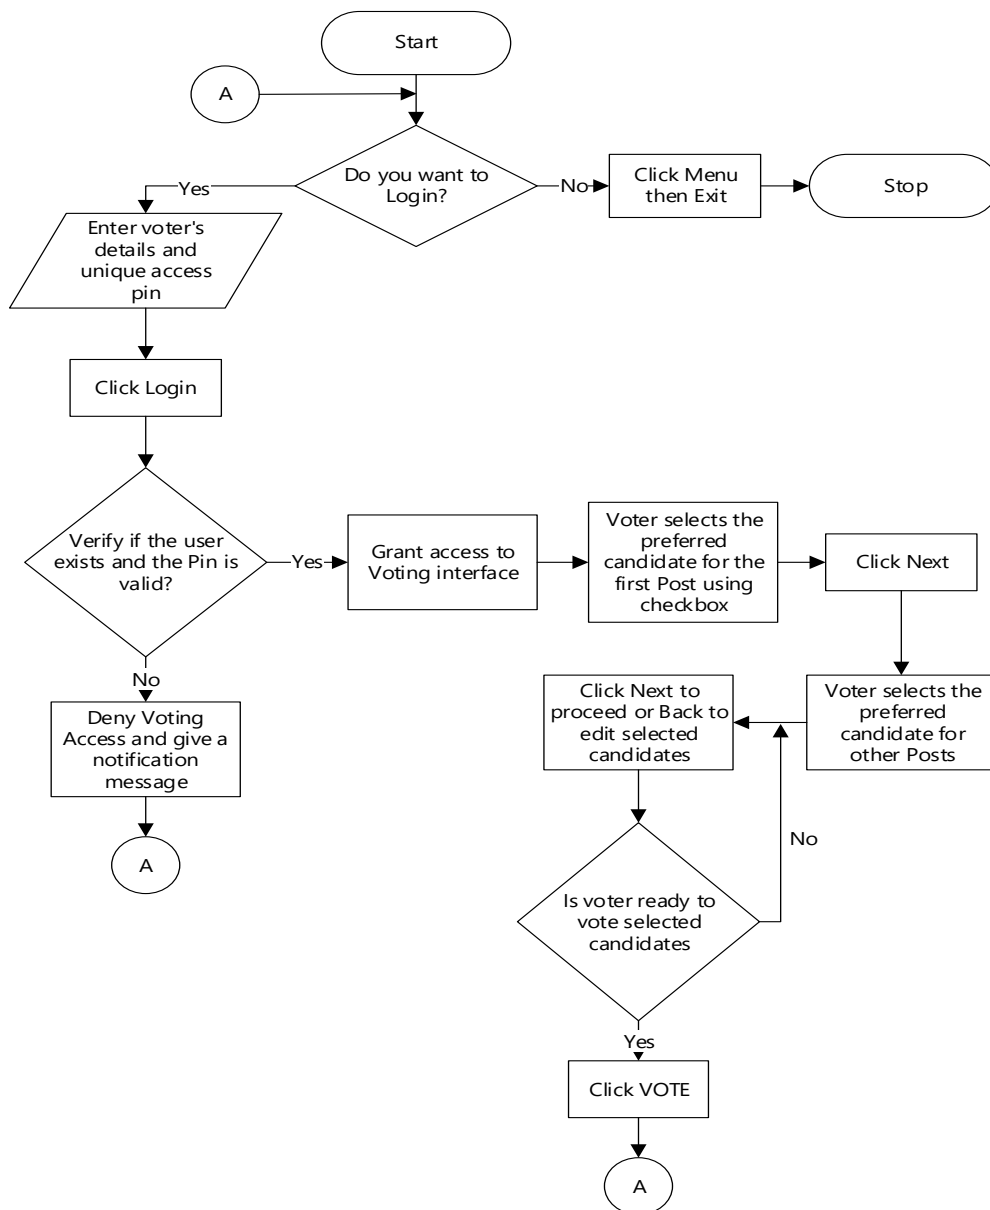 Start
A
Do you want to
Login?
Yes
No
Click Menu
then Exit
Stop
Enter voter's
details and
unique access
pin
Click Login
Verify if the user
exists and the Pin is
valid?
Yes
Grant access to
Voting interface
Voter selects the
preferred
candidate for the
first Post using
checkbox
Click Next
No
Deny Voting
Access and give a
notification
message
A
Voter selects the
preferred
candidate for
other Posts
Click Next to
proceed or Back to
edit selected
candidates
No
Is voter ready to
vote selected
candidates
Yes
Click VOTE
A